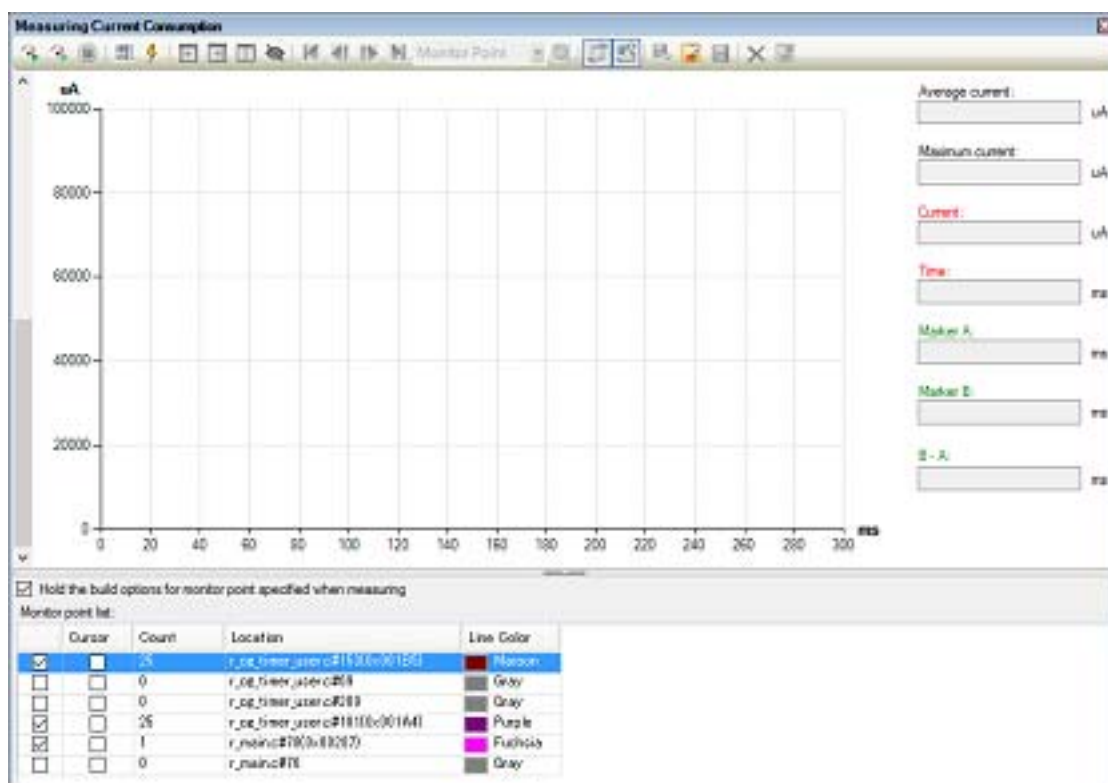 Measuring Current Consumption
Monitor Point
uA
100000
80000
60000
40000
20000
0
0 20 40 60 80 100 120 140 160 180 200 220 240 260 280 300
ms
Average current: uA
Maximum current: uA
Current: uA
Time: ms
Marker A: ms
Marker B: ms
B - A: ms
Hold the build options for monitor point specified when measuring
Monitor point list:
Cursor Count Location Line Color
25 Maroon
0 r_cg_timer_user.c#69 Gray
0 Gray
25 Purple
1 Fuchsia
0 r_main.c#76 Gray